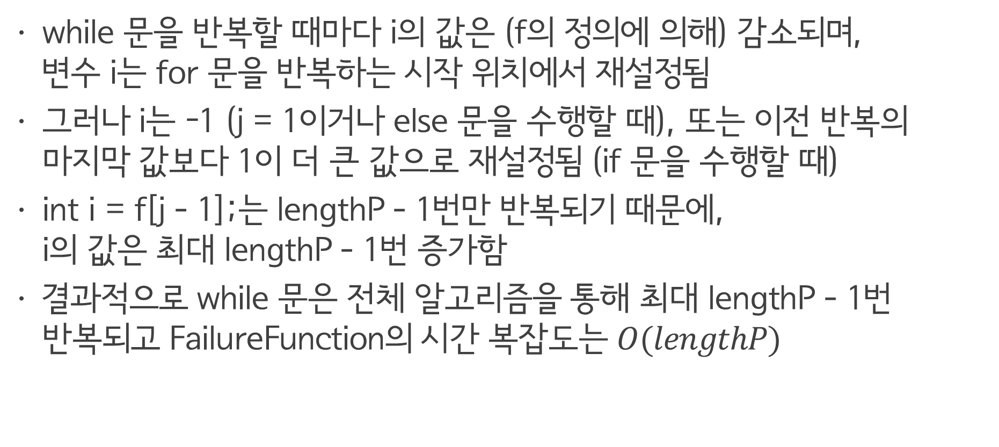 • while 문을 반복할 때마다 i의 값은 (f의 정의에 의해) 감소되며,
변수 i는 for 문을 반복하는 시작 위치에서 재설정됨
• 그러나 i는 -1 (j = 1이거나 else 문을 수행할 때), 또는 이전 반복의
마지막 값보다 1이 더 큰 값으로 재설정됨 (if 문을 수행할 때)
• int i = f[j - 1];는 lengthP - 1번만 반복되기 때문에,
i의 값은 최대 lengthP - 1번 증가함
• 결과적으로 while 문은 전체 알고리즘을 통해 최대 lengthP - 1번
반복되고 FailureFunction의 시간 복잡도는 O(lengthP)